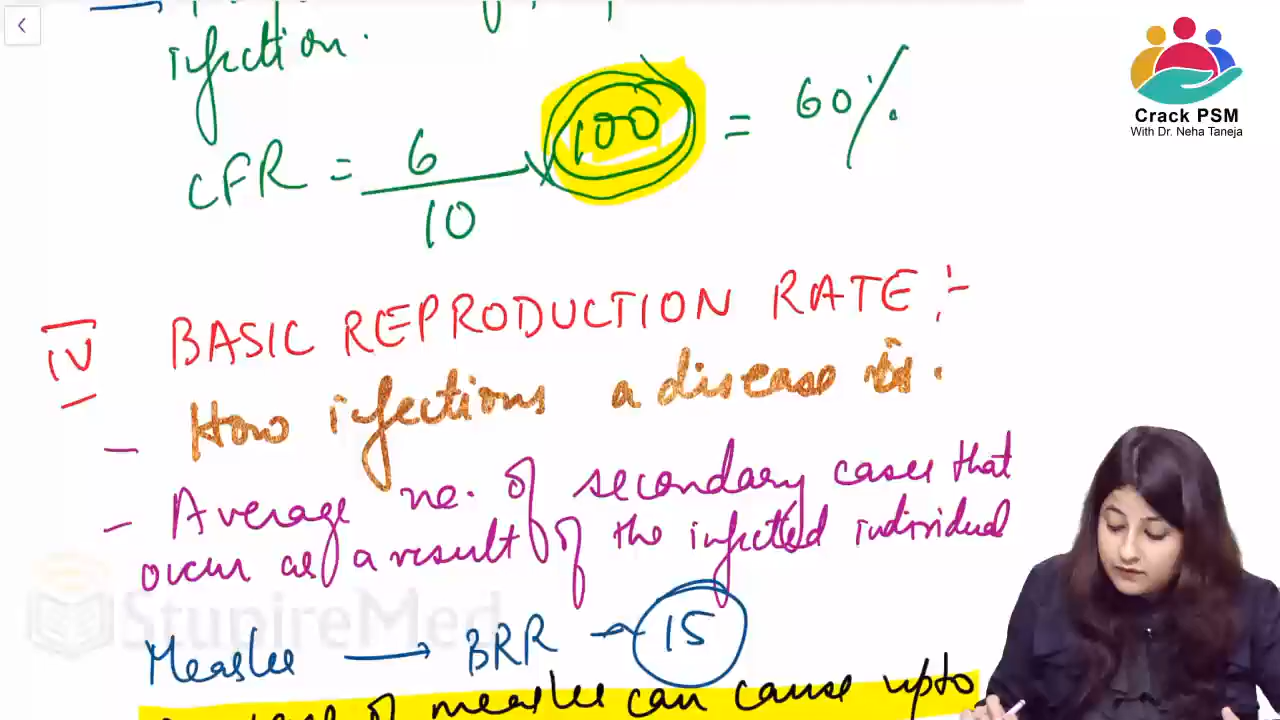 infection.
CFR = 6 / 10 × 100 = 60%
Crack PSM
With Dr. Neha Taneja
IV BASIC REPRODUCTION RATE :-
- How infections a disease is.
- Average no. of secondary cases that
occur as a result of the infected individual
StupireMed
Measles → BRR → 15
of measles can cause upto